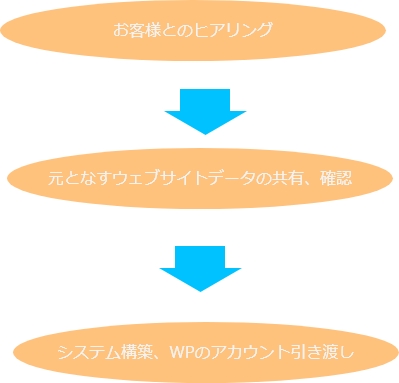 お客様とのヒアリング
元となすウェブサイトデータの共有、確認
システム構築、WPのアカウント引き渡し